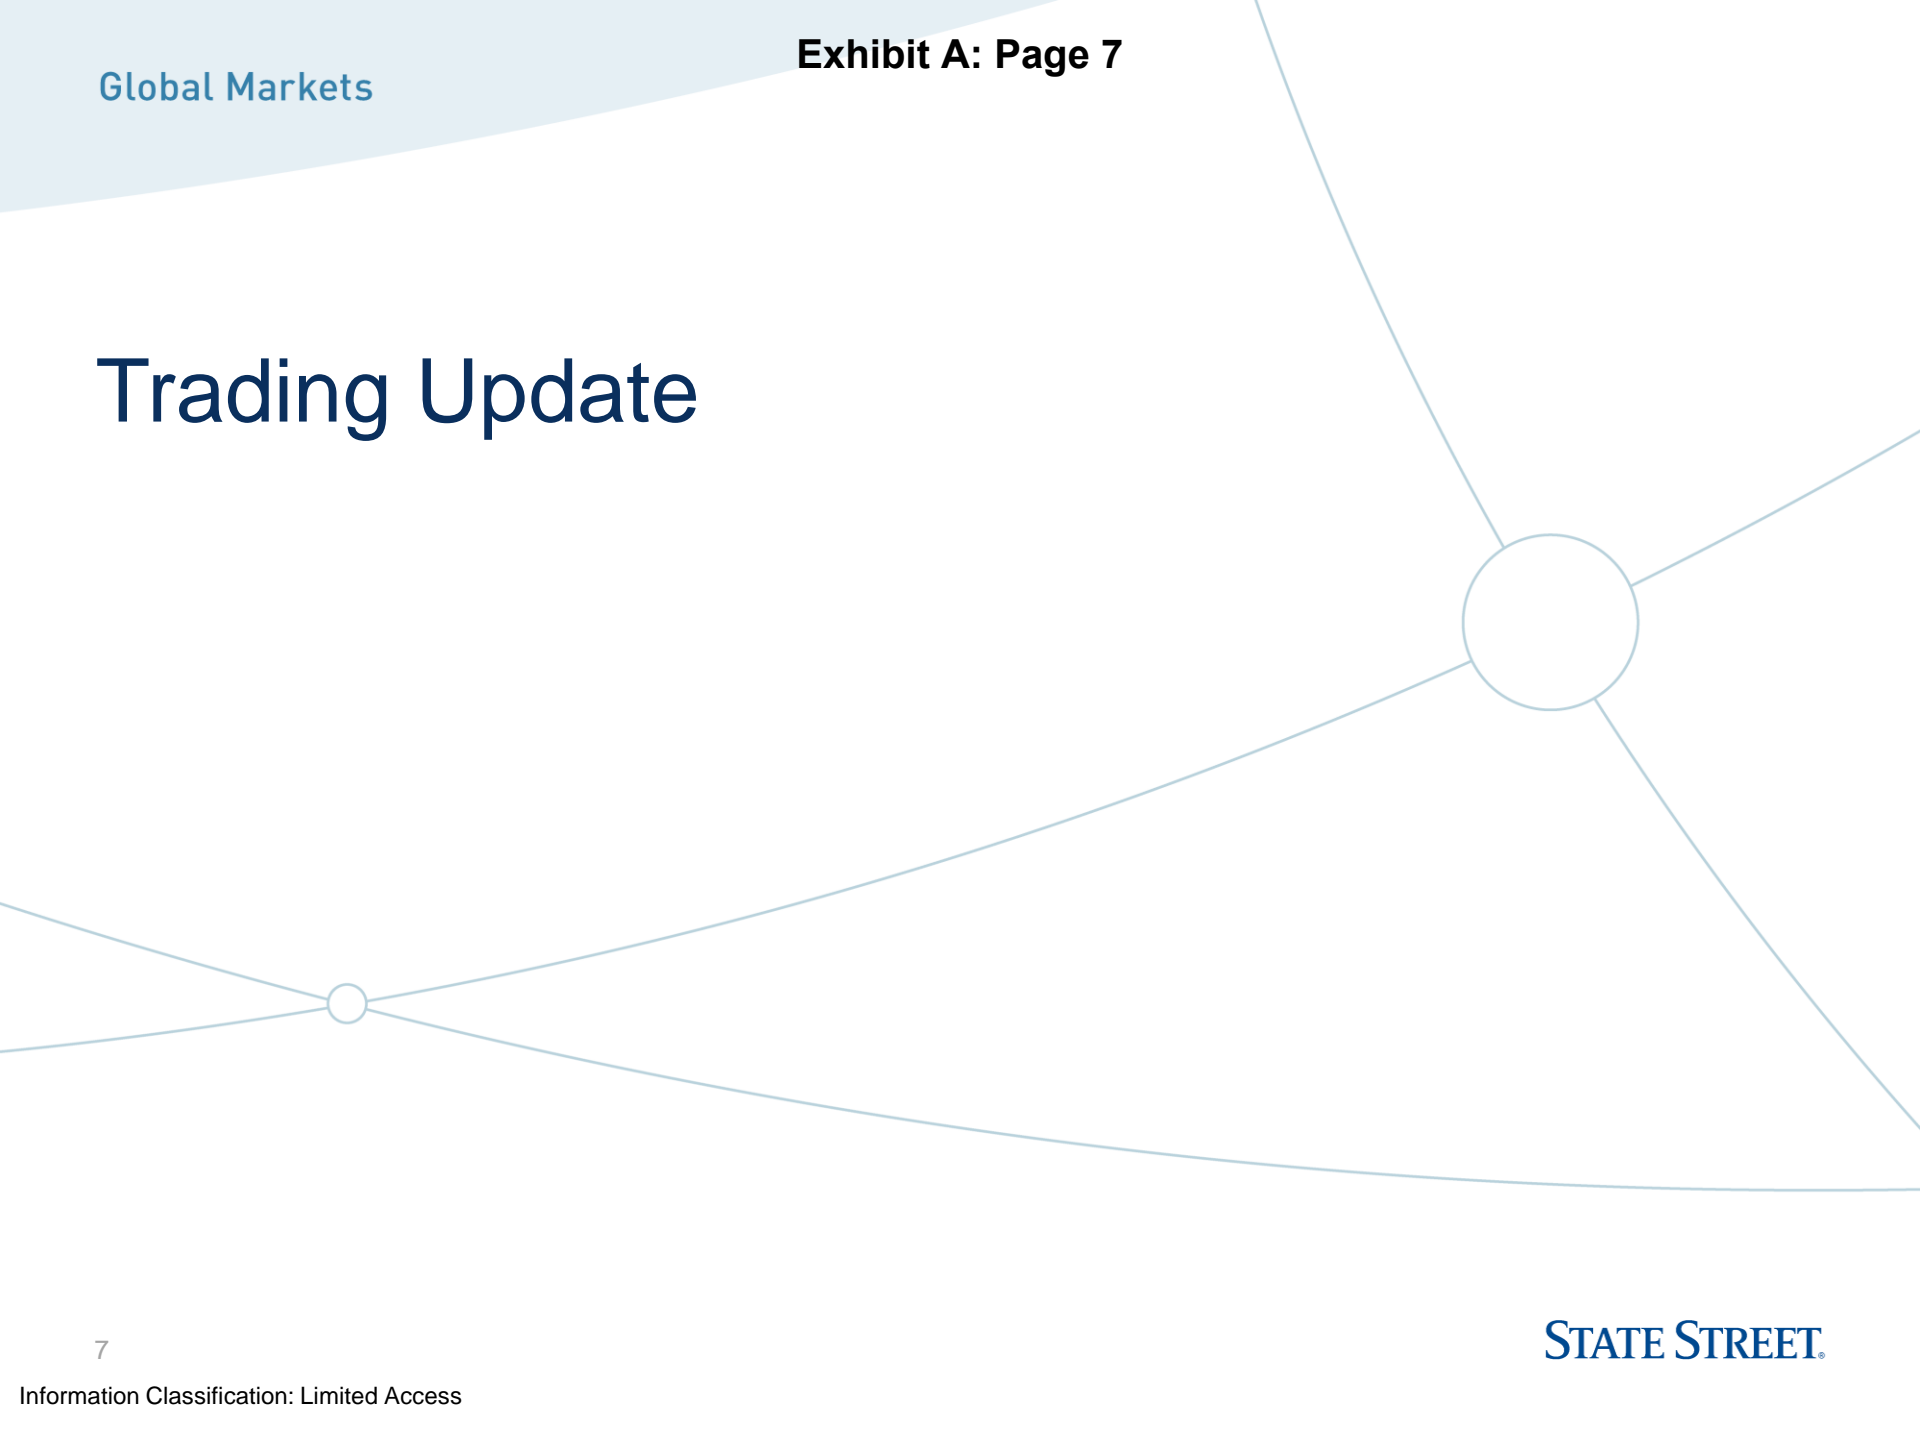 Exhibit A: Page 7
Global Markets
Trading Update
7
STATE STREET®
Information Classification: Limited Access